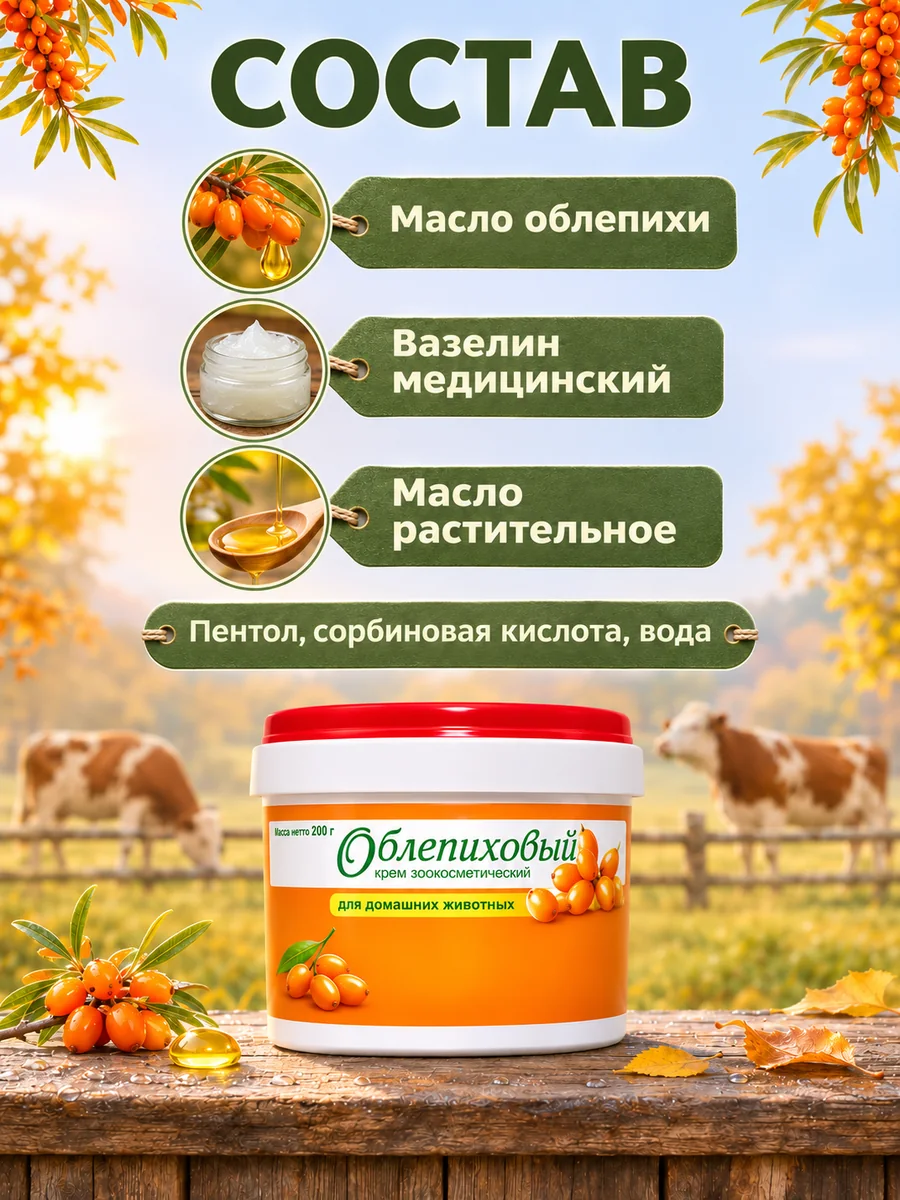 СОСТАВ
Масло облепихи
Вазелин
медицинский
Масло
растительное
Пентол, сорбиновая кислота, вода
Масса нетто 200 г
Облепиховый
крем зоокосметический
для домашних животных